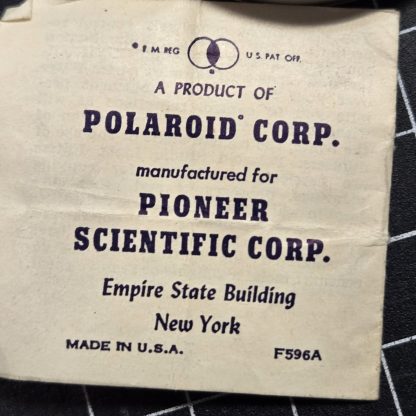 ® T. M. REG U. S. PAT OFF.
A PRODUCT OF
POLAROID® CORP.
manufactured for
PIONEER
SCIENTIFIC CORP.
Empire State Building
New York
MADE IN U.S.A. F596A